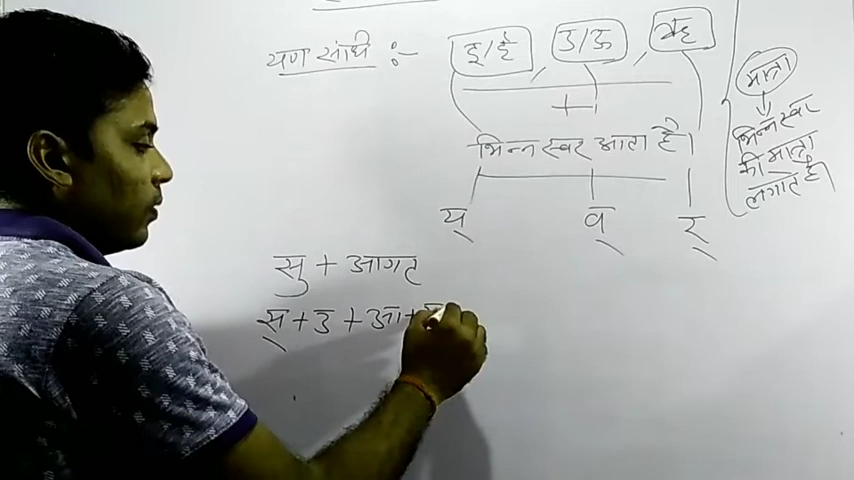 यण संधि :- इ/ई उ/ऊ ऋ
+
भिन्न स्वर आता है।
य् व् र्
मात्रा
↓
भिन्न स्वर
की मात्रा
लगाते है।
सु + आगत
स् + उ + आ +